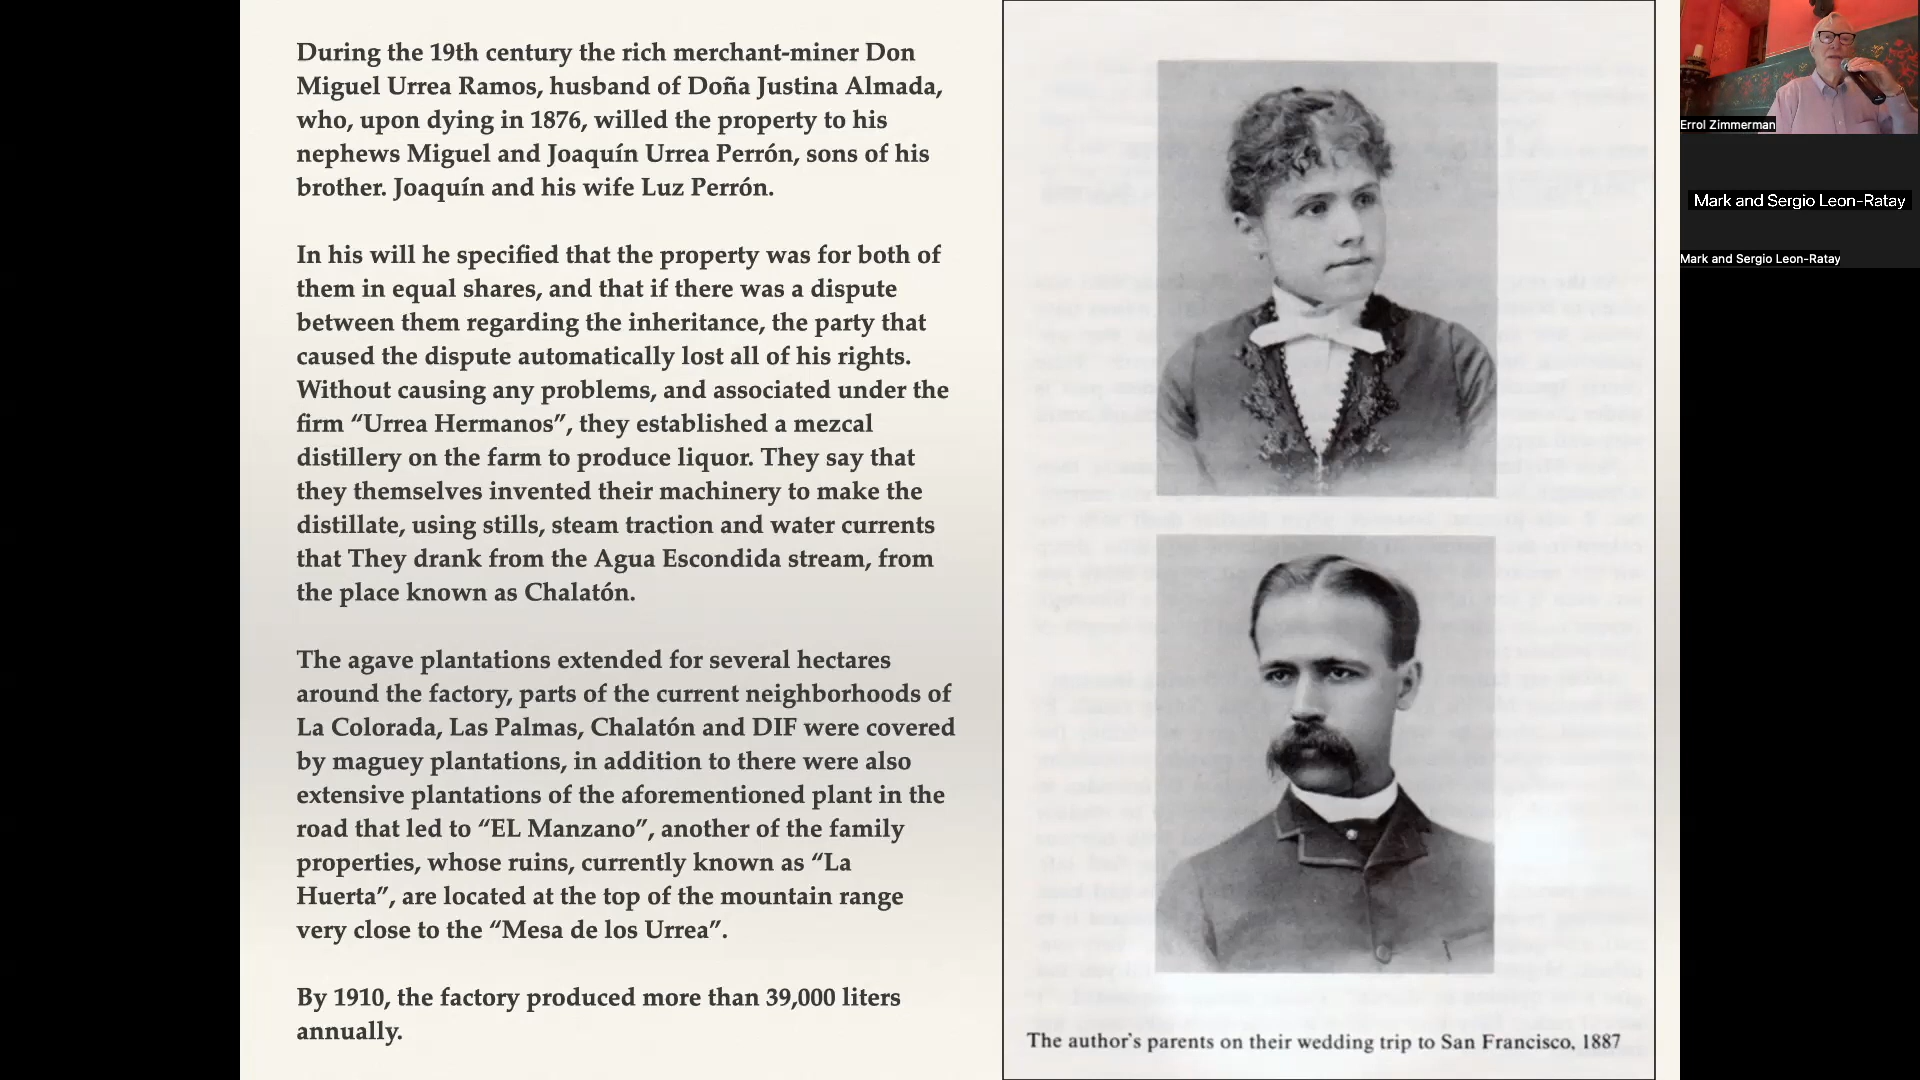 During the 19th century the rich merchant-miner Don
Miguel Urrea Ramos, husband of Doña Justina Almada,
who, upon dying in 1876, willed the property to his
nephews Miguel and Joaquín Urrea Perrón, sons of his
brother. Joaquín and his wife Luz Perrón.
In his will he specified that the property was for both of
them in equal shares, and that if there was a dispute
between them regarding the inheritance, the party that
caused the dispute automatically lost all of his rights.
Without causing any problems, and associated under the
firm “Urrea Hermanos”, they established a mezcal
distillery on the farm to produce liquor. They say that
they themselves invented their machinery to make the
distillate, using stills, steam traction and water currents
that They drank from the Agua Escondida stream, from
the place known as Chalatón.
The agave plantations extended for several hectares
around the factory, parts of the current neighborhoods of
La Colorada, Las Palmas, Chalatón and DIF were covered
by maguey plantations, in addition to there were also
extensive plantations of the aforementioned plant in the
road that led to “EL Manzano”, another of the family
properties, whose ruins, currently known as “La
Huerta”, are located at the top of the mountain range
very close to the “Mesa de los Urrea”.
By 1910, the factory produced more than 39,000 liters
annually.
The author's parents on their wedding trip to San Francisco, 1887
Errol Zimmerman
Mark and Sergio Leon-Ratay
Mark and Sergio Leon-Ratay